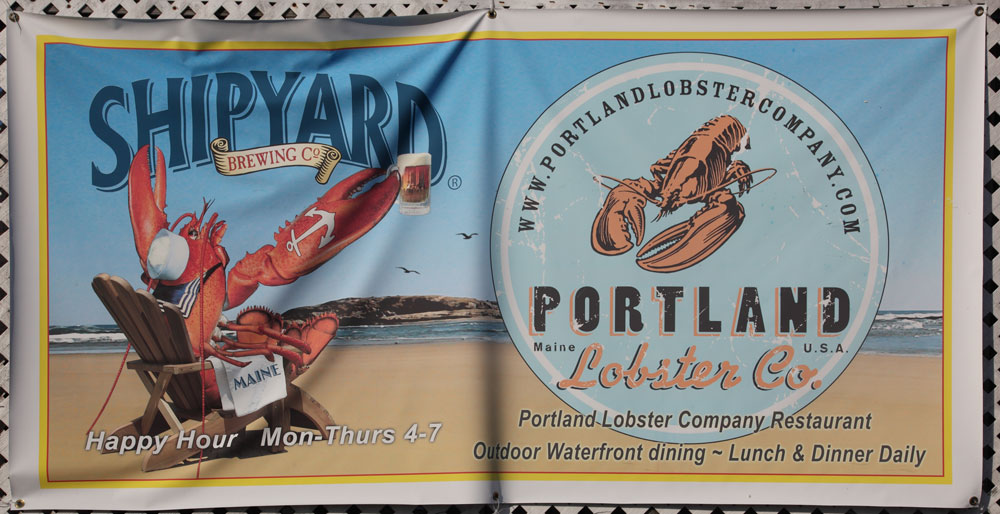 SHIPYARD
BREWING Co
®
MAINE
Happy Hour Mon-Thurs 4-7
WWW.PORTLANDLOBSTERCOMPANY.COM
PORTLAND
Maine U.S.A.
Lobster Co.
Portland Lobster Company Restaurant
Outdoor Waterfront dining ~ Lunch & Dinner Daily